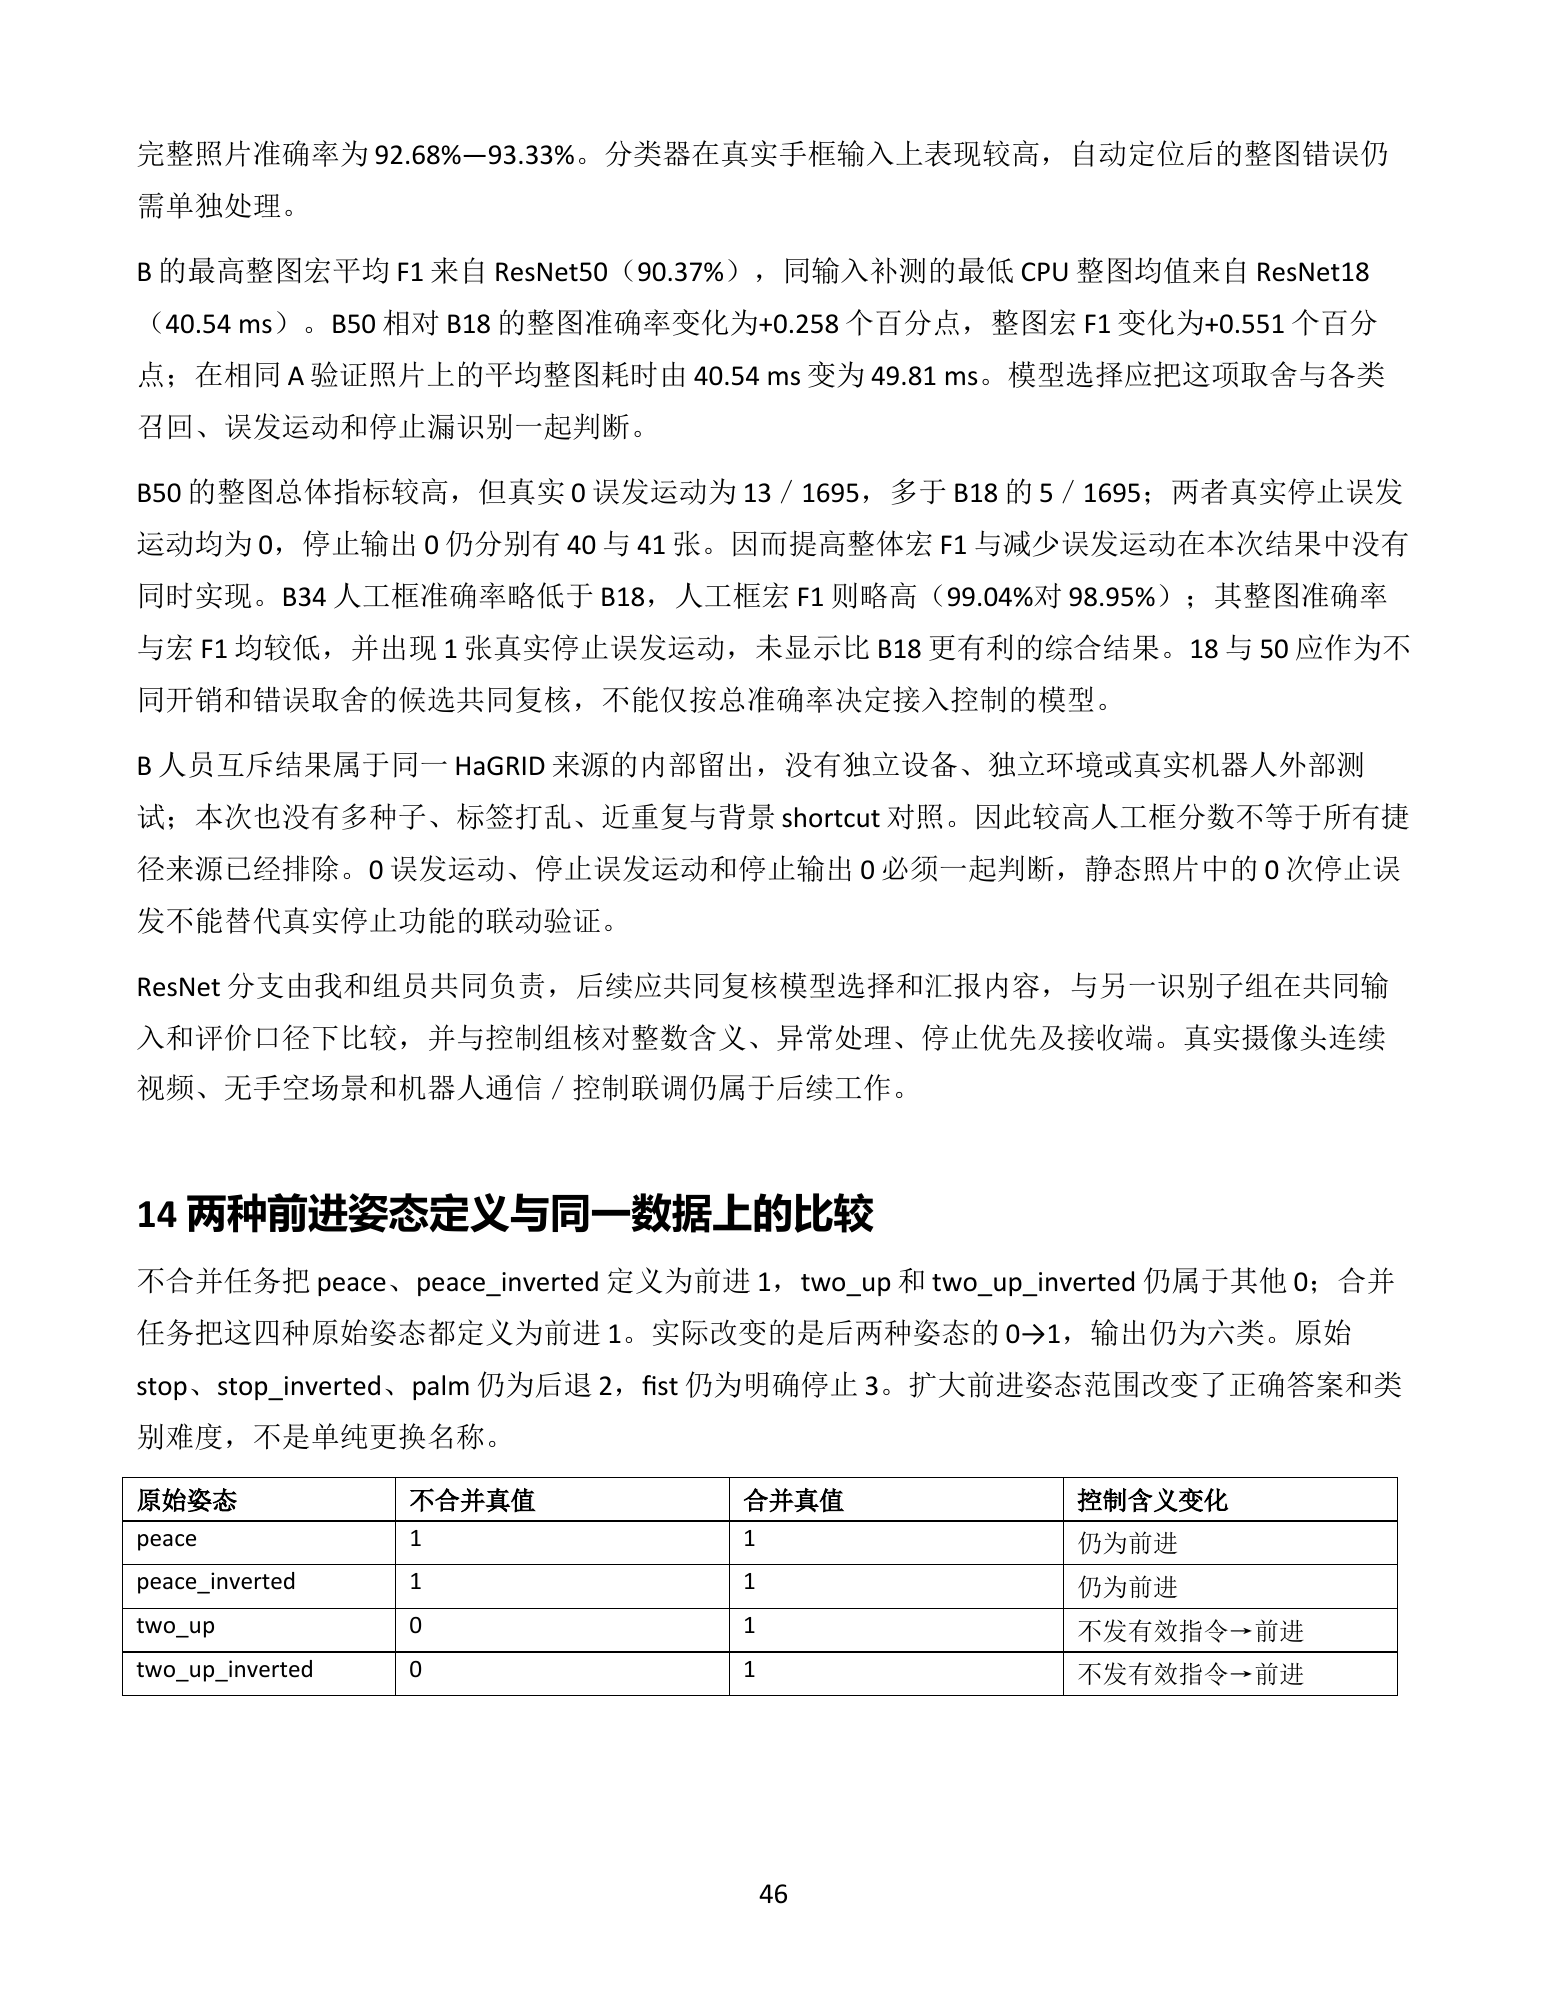 完整照片准确率为 92.68%—93.33%。分类器在真实手框输入上表现较高，自动定位后的整图错误仍
需单独处理。
B 的最高整图宏平均 F1 来自 ResNet50（90.37%），同输入补测的最低 CPU 整图均值来自 ResNet18
（40.54 ms）。B50 相对 B18 的整图准确率变化为+0.258 个百分点，整图宏 F1 变化为+0.551 个百分
点；在相同 A 验证照片上的平均整图耗时由 40.54 ms 变为 49.81 ms。模型选择应把这项取舍与各类
召回、误发运动和停止漏识别一起判断。
B50 的整图总体指标较高，但真实 0 误发运动为 13／1695，多于 B18 的 5／1695；两者真实停止误发
运动均为 0，停止输出 0 仍分别有 40 与 41 张。因而提高整体宏 F1 与减少误发运动在本次结果中没有
同时实现。B34 人工框准确率略低于 B18，人工框宏 F1 则略高（99.04%对 98.95%）；其整图准确率
与宏 F1 均较低，并出现 1 张真实停止误发运动，未显示比 B18 更有利的综合结果。18 与 50 应作为不
同开销和错误取舍的候选共同复核，不能仅按总准确率决定接入控制的模型。
B 人员互斥结果属于同一 HaGRID 来源的内部留出，没有独立设备、独立环境或真实机器人外部测
试；本次也没有多种子、标签打乱、近重复与背景 shortcut 对照。因此较高人工框分数不等于所有捷
径来源已经排除。0 误发运动、停止误发运动和停止输出 0 必须一起判断，静态照片中的 0 次停止误
发不能替代真实停止功能的联动验证。
ResNet 分支由我和组员共同负责，后续应共同复核模型选择和汇报内容，与另一识别子组在共同输
入和评价口径下比较，并与控制组核对整数含义、异常处理、停止优先及接收端。真实摄像头连续
视频、无手空场景和机器人通信／控制联调仍属于后续工作。
14 两种前进姿态定义与同一数据上的比较
不合并任务把 peace、peace_inverted 定义为前进 1，two_up 和 two_up_inverted 仍属于其他 0；合并
任务把这四种原始姿态都定义为前进 1。实际改变的是后两种姿态的 0→1，输出仍为六类。原始
stop、stop_inverted、palm 仍为后退 2，fist 仍为明确停止 3。扩大前进姿态范围改变了正确答案和类
别难度，不是单纯更换名称。
原始姿态 不合并真值 合并真值 控制含义变化
peace 1 1 仍为前进
peace_inverted 1 1 仍为前进
two_up 0 1 不发有效指令→前进
two_up_inverted 0 1 不发有效指令→前进
46